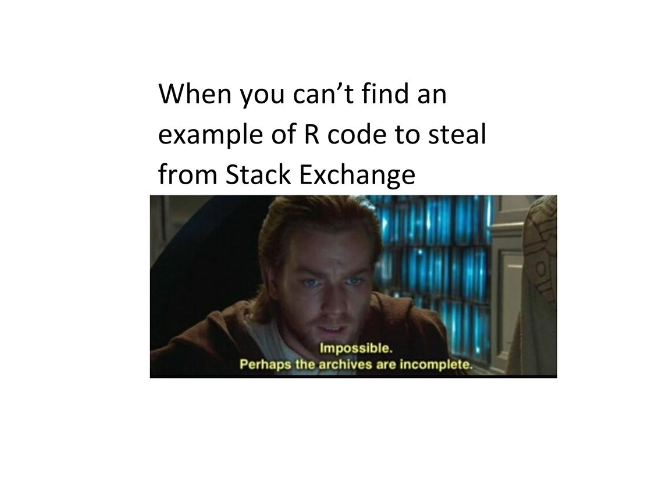 When you can’t find an
example of R code to steal
from Stack Exchange
Impossible.
Perhaps the archives are incomplete.